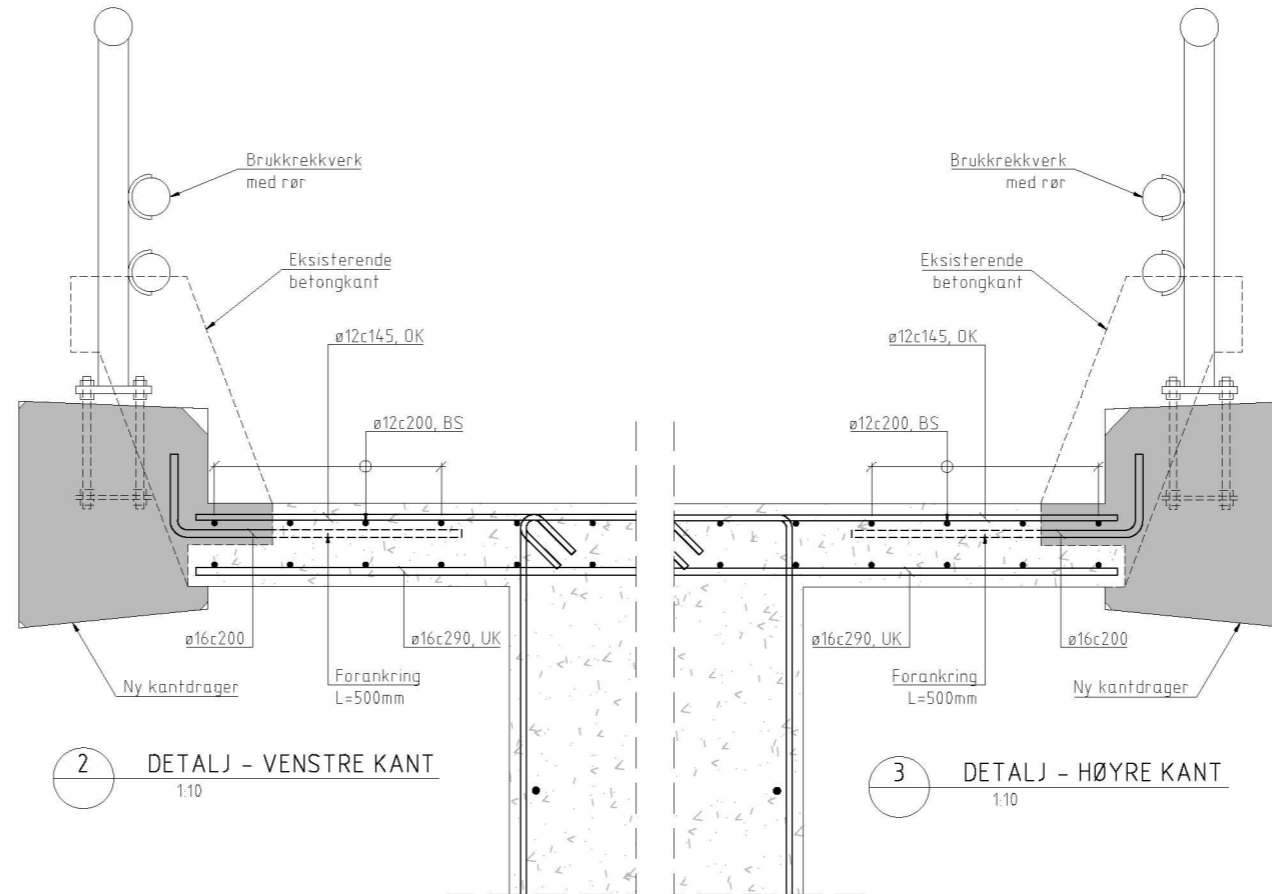 Brukkrekkverk
med rør
Eksisterende
betongkant
ø12c145, OK
ø12c200, BS
ø16c200
ø16c290, UK
Forankring
L=500mm
Ny kantdrager
2
DETALJ - VENSTRE KANT
1:10
Brukkrekkverk
med rør
Eksisterende
betongkant
ø12c145, OK
ø12c200, BS
ø16c290, UK
ø16c200
Forankring
L=500mm
Ny kantdrager
3
DETALJ - HØYRE KANT
1:10